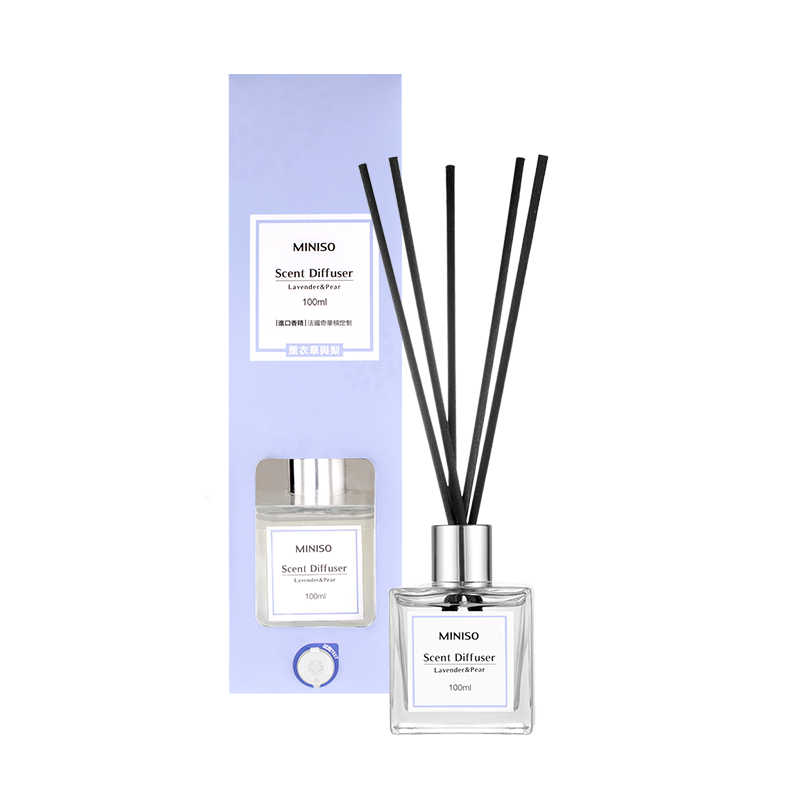 MINISO
Scent Diffuser
Lavender&Pear
100ml
[進口香精]法國奇華頓定制
薰衣草與梨
MINISO
Scent Diffuser
Lavender&Pear
100ml
MINISO
Scent Diffuser
Lavender&Pear
100ml